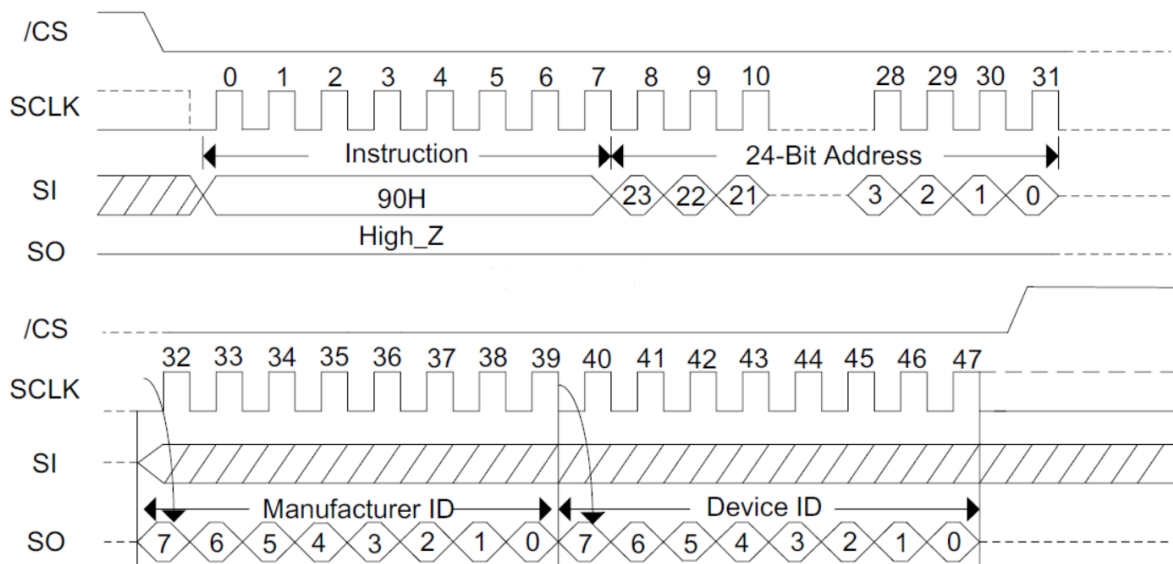 /CS
0 1 2 3 4 5 6 7 8 9 10 28 29 30 31
SCLK
Instruction 24-Bit Address
SI 90H 23 22 21 3 2 1 0
High_Z
SO
/CS
32 33 34 35 36 37 38 39 40 41 42 43 44 45 46 47
SCLK
SI
Manufacturer ID Device ID
SO 7 6 5 4 3 2 1 0 7 6 5 4 3 2 1 0